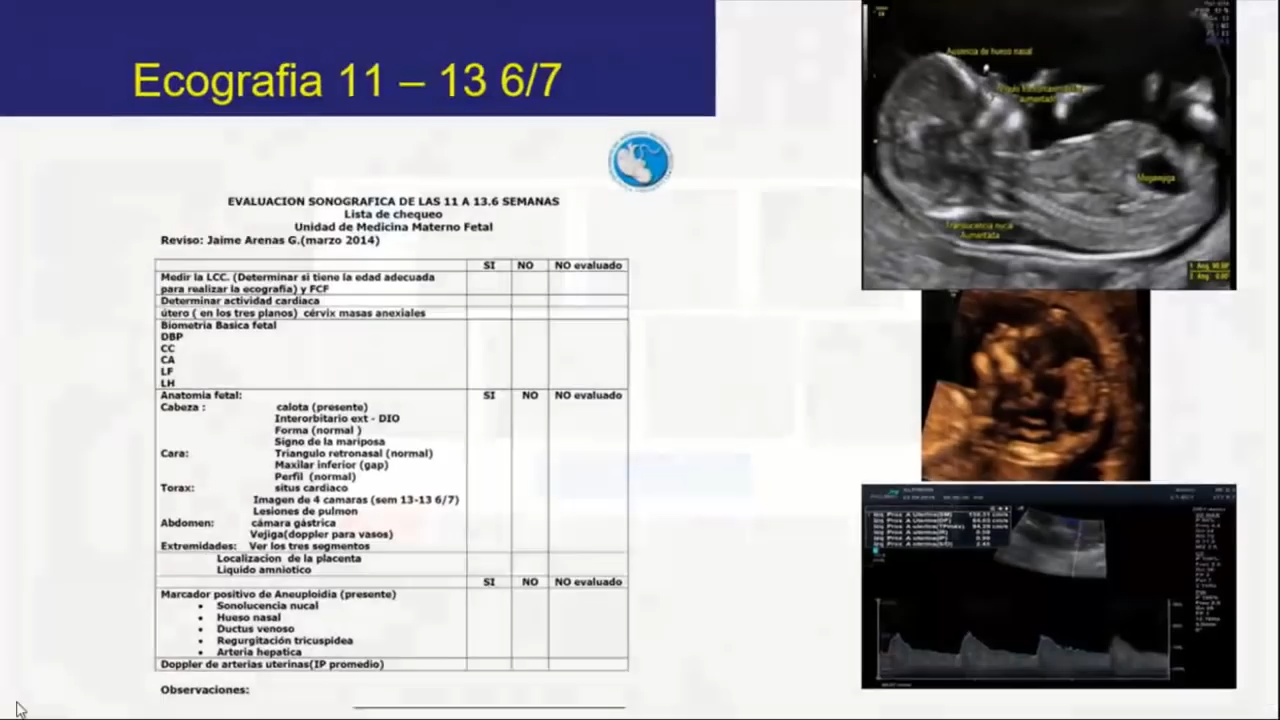 Ecografia 11 – 13 6/7
EVALUACION SONOGRAFICA DE LAS 11 A 13.6 SEMANAS
Lista de chequeo
Unidad de Medicina Materno Fetal
Reviso: Jaime Arenas G.(marzo 2014)
SI NO NO evaluado
Medir la LCC. (Determinar si tiene la edad adecuada
para realizar la ecografia) y FCF
Determinar actividad cardiaca
útero ( en los tres planos) cérvix masas anexiales
Biometria Basica fetal
DBP
CC
CA
LF
LH
Anatomia fetal: SI NO NO evaluado
Cabeza : calota (presente)
Interorbitario ext - DIO
Forma (normal )
Signo de la mariposa
Cara: Triangulo retronasal (normal)
Maxilar inferior (gap)
Perfil (normal)
Torax: situs cardiaco
Imagen de 4 camaras (sem 13-13 6/7)
Lesiones de pulmon
Abdomen: cámara gástrica
Vejiga(doppler para vasos)
Extremidades: Ver los tres segmentos
Localizacion de la placenta
Liquido amniotico
SI NO NO evaluado
Marcador positivo de Aneuploidia (presente)
• Sonolucencia nucal
• Hueso nasal
• Ductus venoso
• Regurgitación tricuspidea
• Arteria hepatica
Doppler de arterias uterinas(IP promedio)
Observaciones:
Ausencia de hueso nasal
Aumentada
Megavejiga
Translucencia nucal
Aumentada